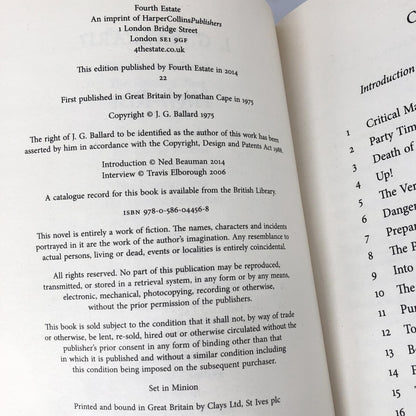 Fourth Estate
An imprint of HarperCollinsPublishers
1 London Bridge Street
London SE1 9GF
4thestate.co.uk
This edition published by Fourth Estate in 2014
22
First published in Great Britain by Jonathan Cape in 1975
Copyright © J. G. Ballard 1975
The right of J. G. Ballard to be identified as the author of this work has been
asserted by him in accordance with the Copyright, Design and Patents Act 1988.
Introduction © Ned Beauman 2014
Interview © Travis Elborough 2006
A catalogue record for this book is available from the British Library.
ISBN 978-0-586-04456-8
This novel is entirely a work of fiction. The names, characters and incidents
portrayed in it are the work of the author's imagination. Any resemblance to
actual persons, living or dead, events or localities is entirely coincidental.
All rights reserved. No part of this publication may be reproduced,
transmitted, or stored in a retrieval system, in any form or by any means,
electronic, mechanical, photocopying, recording or otherwise,
without the prior permission of the publishers.
This book is sold subject to the condition that it shall not, by way of trade
or otherwise, be lent, re-sold, hired out or otherwise circulated without the
publisher's prior consent in any form of binding other than that
in which it is published and without a similar condition including
this condition being imposed on the subsequent purchaser.
Set in Minion
Printed and bound in Great Britain by Clays Ltd, St Ives plc
Introduction
1 Critical
2 Party
3 Death of
4 Up!
5 The
6
7
8 The
9 Into
10 The
11
12
13
14
15
16